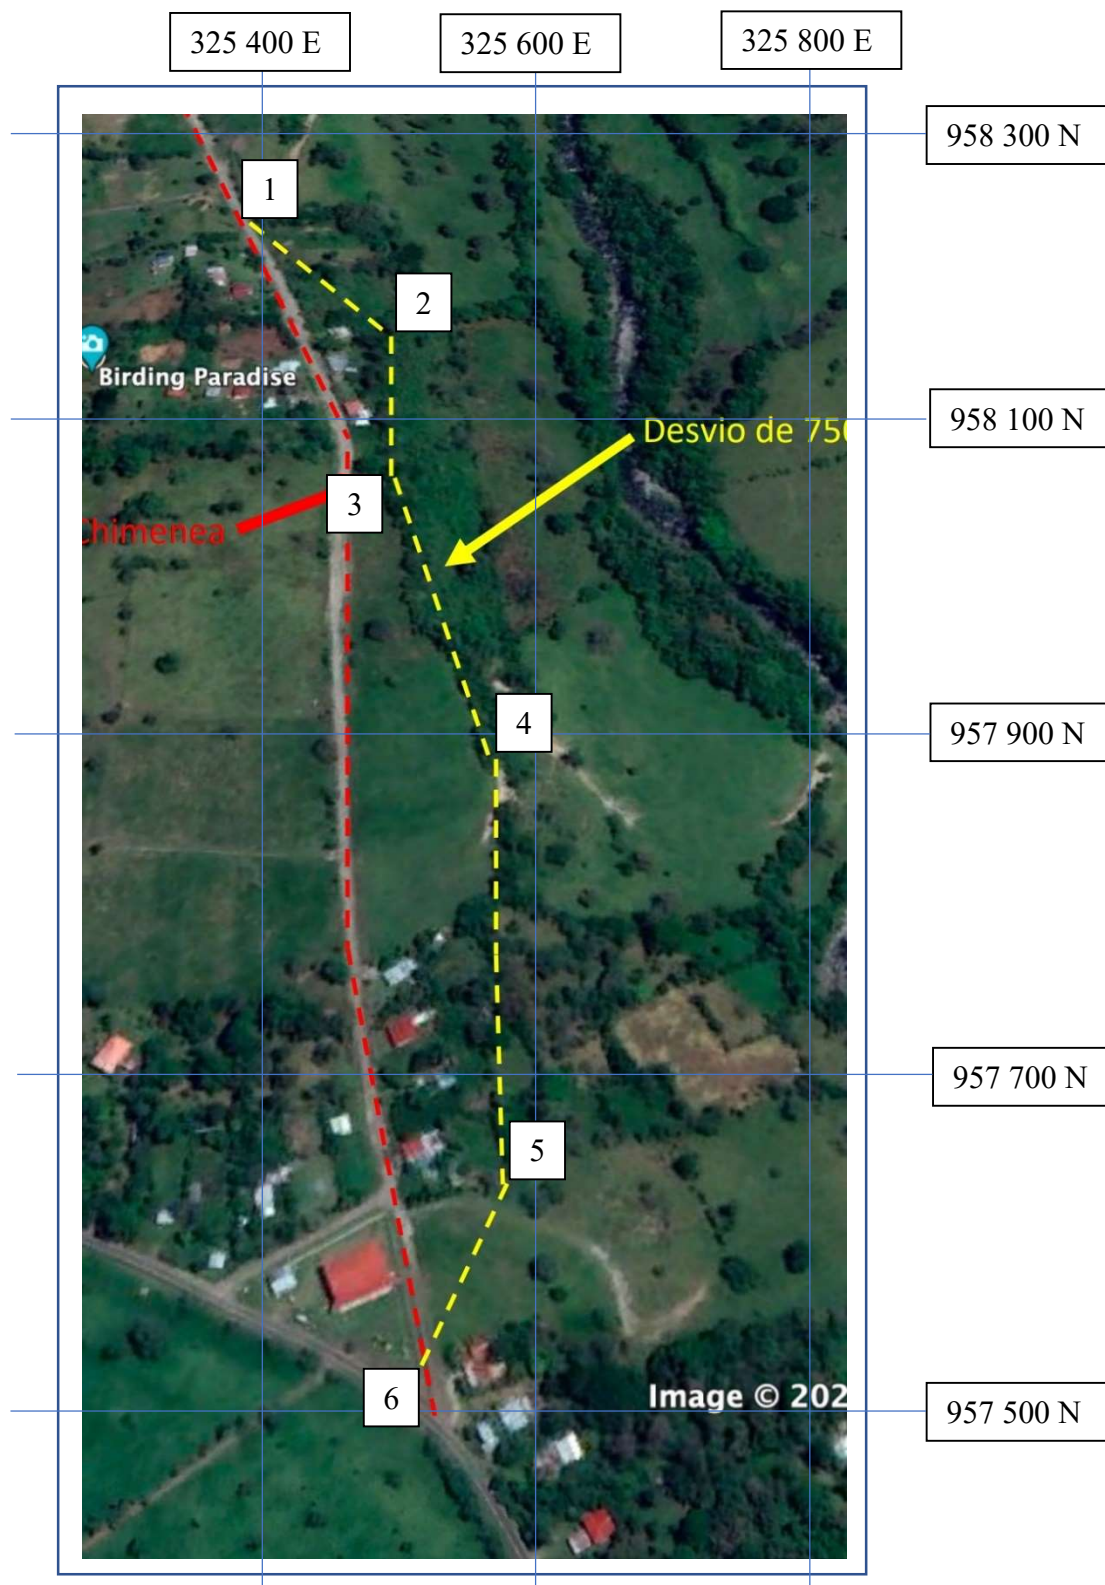 325 400 E
325 600 E
325 800 E
958 300 N
1
2
Birding Paradise
958 100 N
Desvio de 750
3
Chimenea
4
957 900 N
957 700 N
5
6
Image © 202
957 500 N